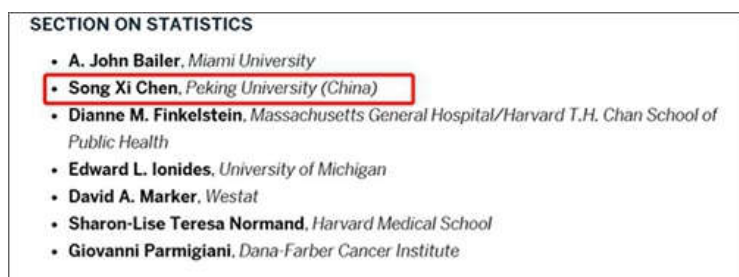 SECTION ON STATISTICS
• A. John Bailer, Miami University
• Song Xi Chen, Peking University (China)
• Dianne M. Finkelstein, Massachusetts General Hospital/Harvard T.H. Chan School of
Public Health
• Edward L. Ionides, University of Michigan
• David A. Marker, Westat
• Sharon-Lise Teresa Normand, Harvard Medical School
• Giovanni Parmigiani, Dana-Farber Cancer Institute